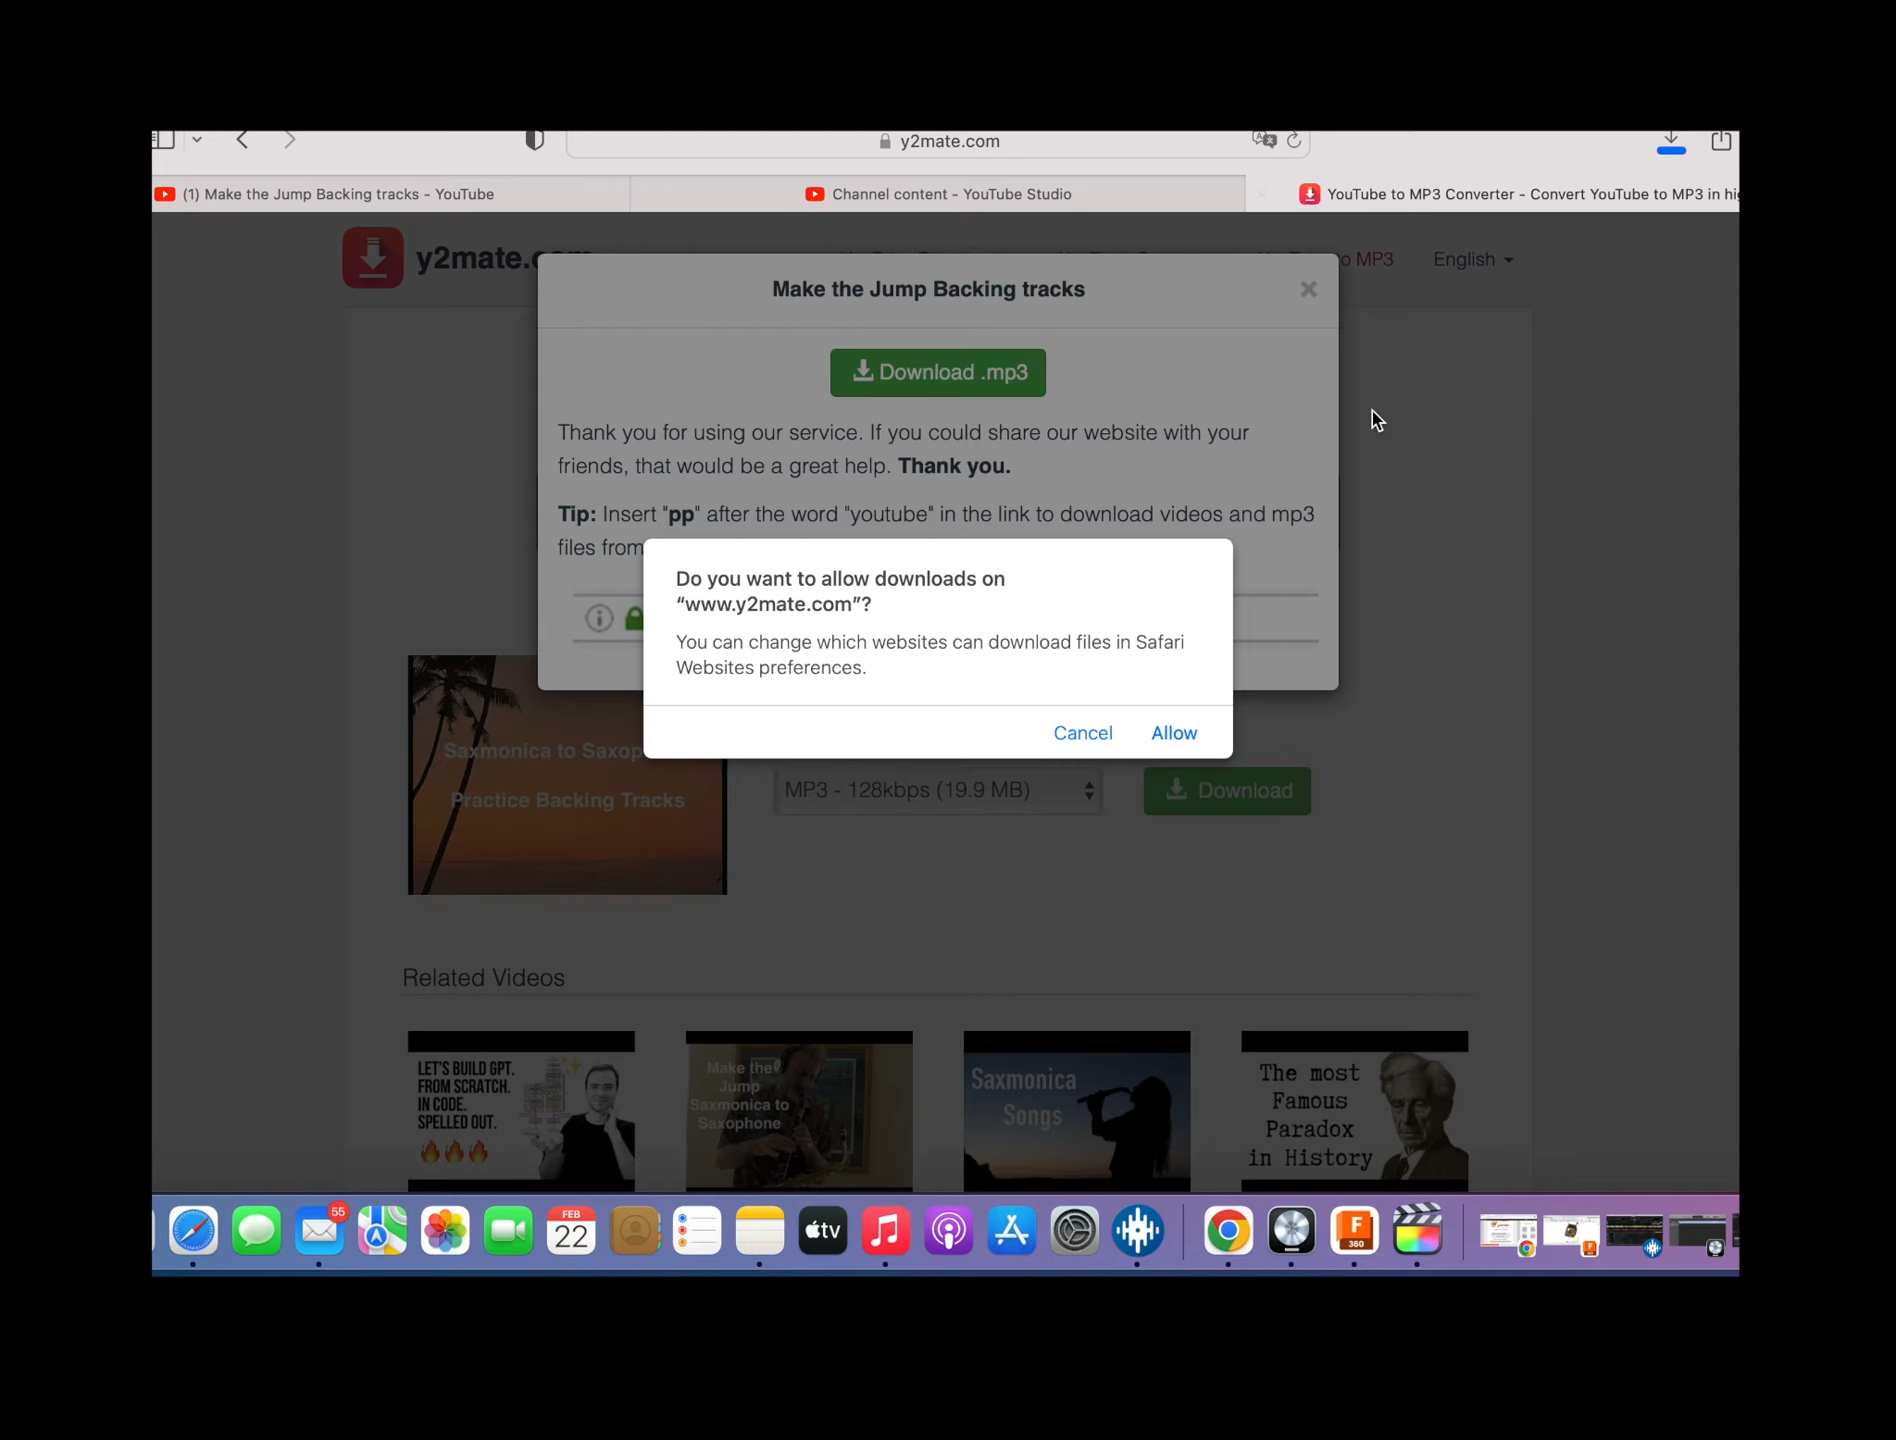 y2mate.com
(1) Make the Jump Backing tracks - YouTube
Channel content - YouTube Studio
YouTube to MP3 Converter - Convert YouTube to MP3 in
y2mate.com
to MP3
English
Make the Jump Backing tracks
Download .mp3
Thank you for using our service. If you could share our website with your
friends, that would be a great help. Thank you.
Tip: Insert "pp" after the word "youtube" in the link to download videos and mp3
files from
Do you want to allow downloads on
“www.y2mate.com”?
You can change which websites can download files in Safari
Websites preferences.
Cancel
Allow
Saxmonica to
Practice Backing Tracks
MP3 - 128kbps (19.9 MB)
Download
Related Videos
LET'S BUILD GPT.
FROM SCRATCH.
IN CODE.
SPELLED OUT.
Make the
Jump
Saxmonica to
Saxophone
Saxmonica
Songs
The most
Famous
Paradox
in History
55
FEB
22
tv
F
360